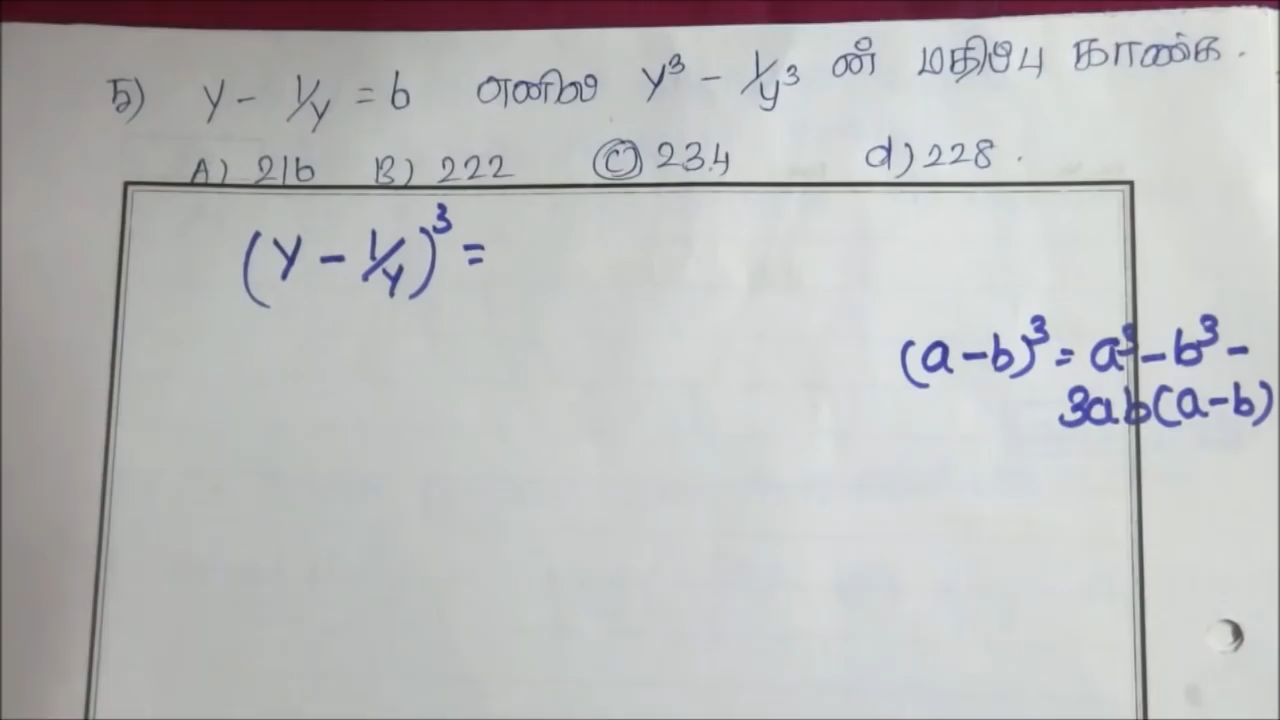 5) y - 1/y = 6 எனில் y³ - 1/y³ ன் மதிப்பு காண்க.
A) 216 B) 222 C) 234 d) 228.
(y - 1/y)³ =
(a-b)³ = a³-b³-
3ab(a-b)